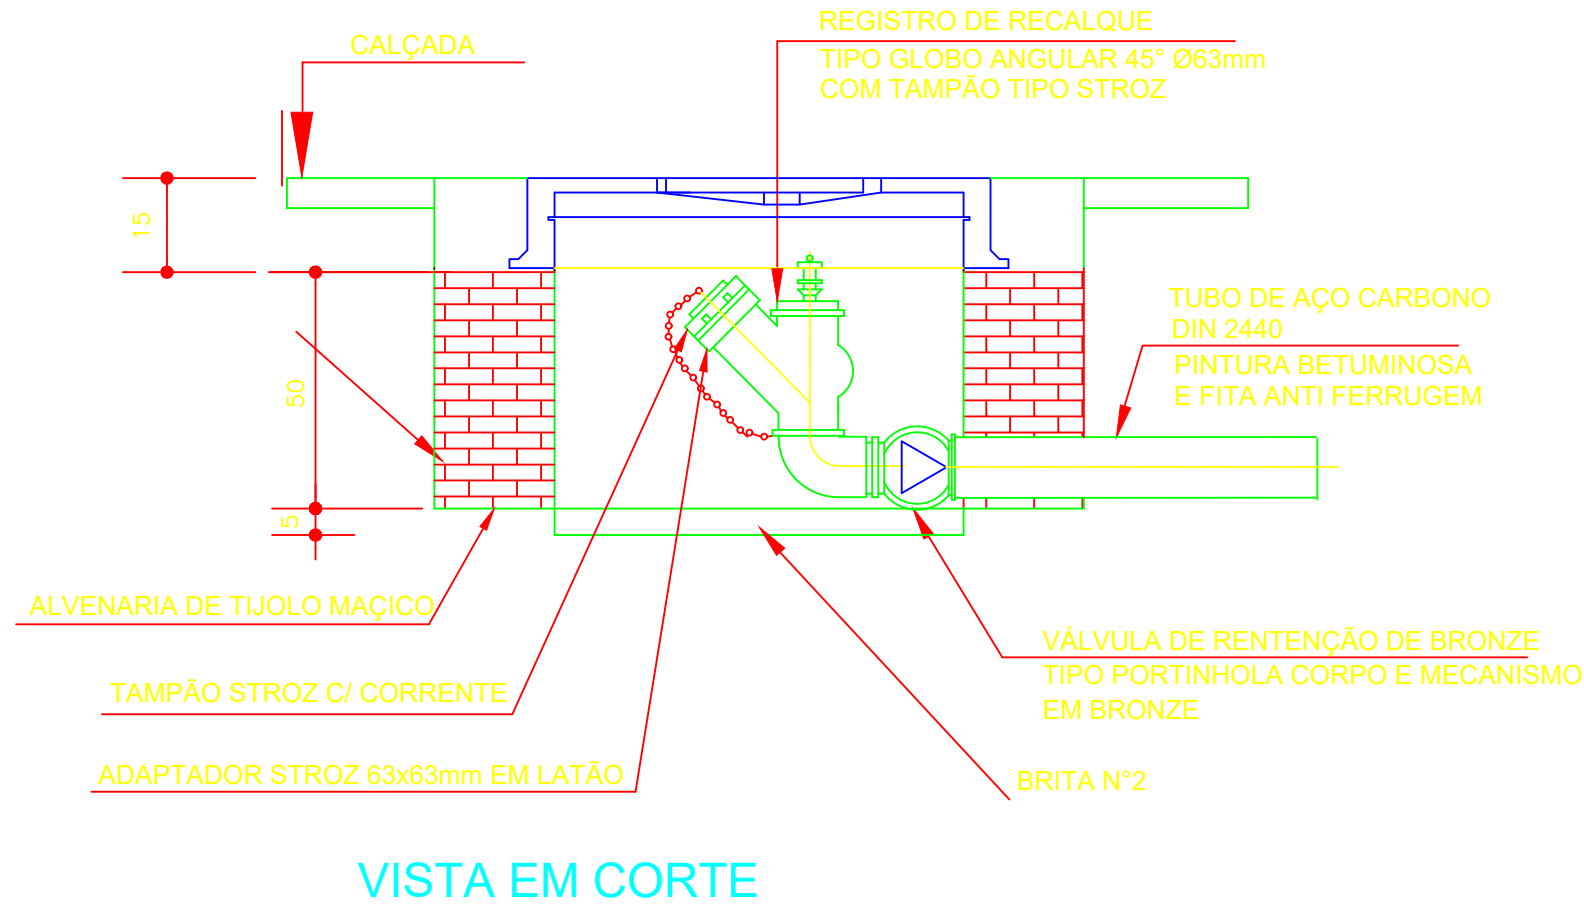 REGISTRO DE RECALQUE
TIPO GLOBO ANGULAR 45° Ø63mm
COM TAMPÃO TIPO STROZ
CALÇADA
15
50
5
TUBO DE AÇO CARBONO
DIN 2440
PINTURA BETUMINOSA
E FITA ANTI FERRUGEM
ALVENARIA DE TIJOLO MAÇICO
TAMPÃO STROZ C/ CORRENTE
ADAPTADOR STROZ 63x63mm EM LATÃO
VÁLVULA DE RENTENÇÃO DE BRONZE
TIPO PORTINHOLA CORPO E MECANISMO
EM BRONZE
BRITA N°2
VISTA EM CORTE